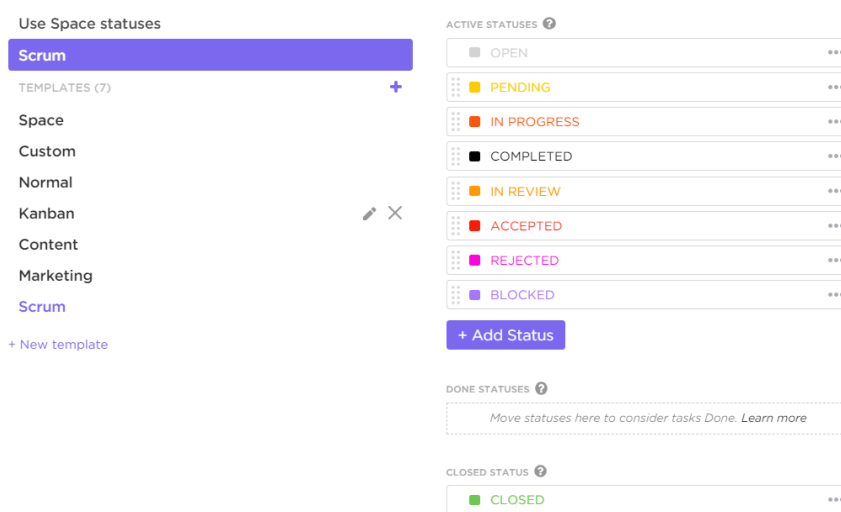 Use Space statuses
Scrum
TEMPLATES (7)
+
Space
Custom
Normal
Kanban
Content
Marketing
Scrum
+ New template
ACTIVE STATUSES ?
OPEN
PENDING
IN PROGRESS
COMPLETED
IN REVIEW
ACCEPTED
REJECTED
BLOCKED
+ Add Status
DONE STATUSES ?
Move statuses here to consider tasks Done. Learn more
CLOSED STATUS ?
CLOSED